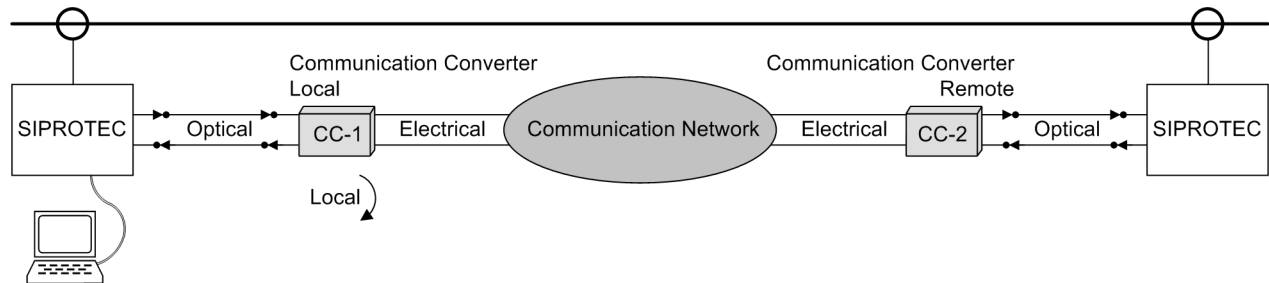 Communication Converter
Local
Communication Converter
Remote
SIPROTEC
Optical
CC-1
Electrical
Communication Network
Electrical
CC-2
Optical
SIPROTEC
Local